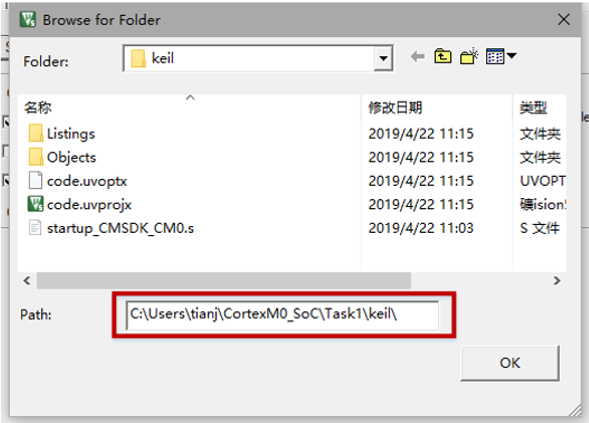 Browse for Folder
Folder:
keil
名称
修改日期
类型
Listings
2019/4/22 11:15
文件夹
Objects
2019/4/22 11:15
文件夹
code.uvoptx
2019/4/22 11:15
UVOPT
code.uvprojx
2019/4/22 11:15
礦ision5
startup_CMSDK_CM0.s
2019/4/22 11:03
S 文件
Path:
C:\Users\tianj\CortexM0_SoC\Task1\keil\
OK